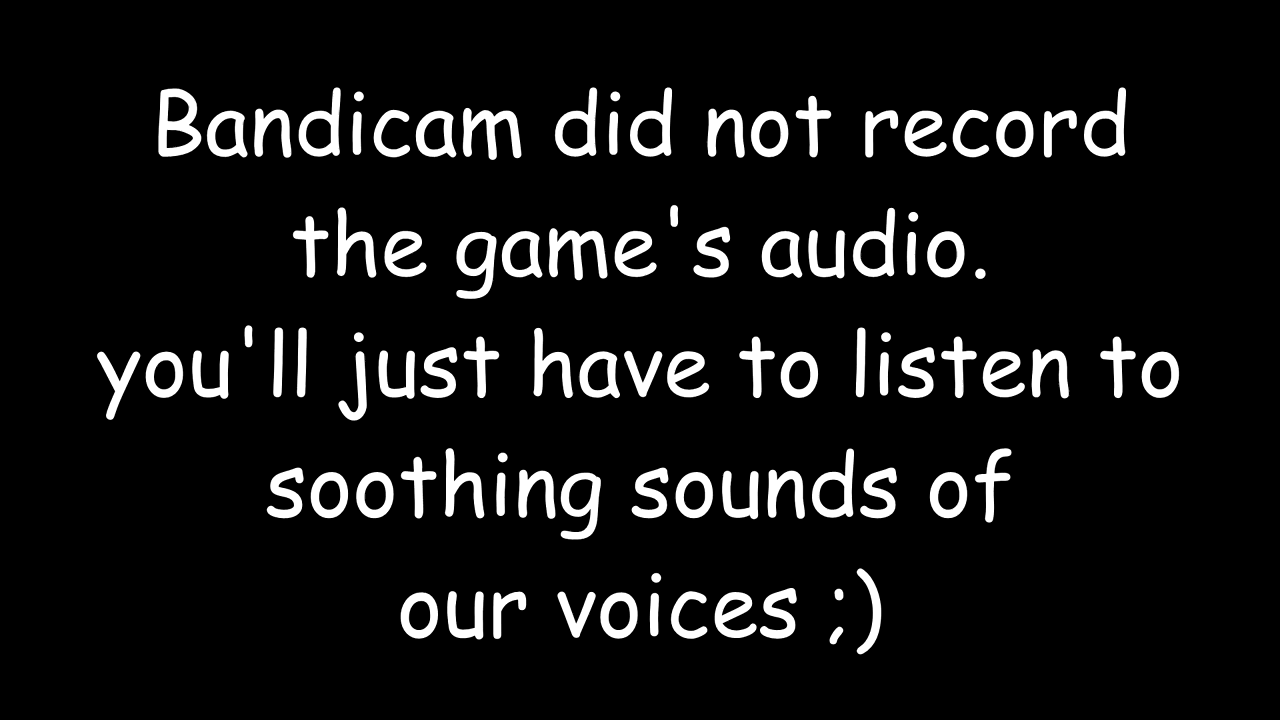 Bandicam did not record
the game's audio.
you'll just have to listen to
soothing sounds of
our voices ;)